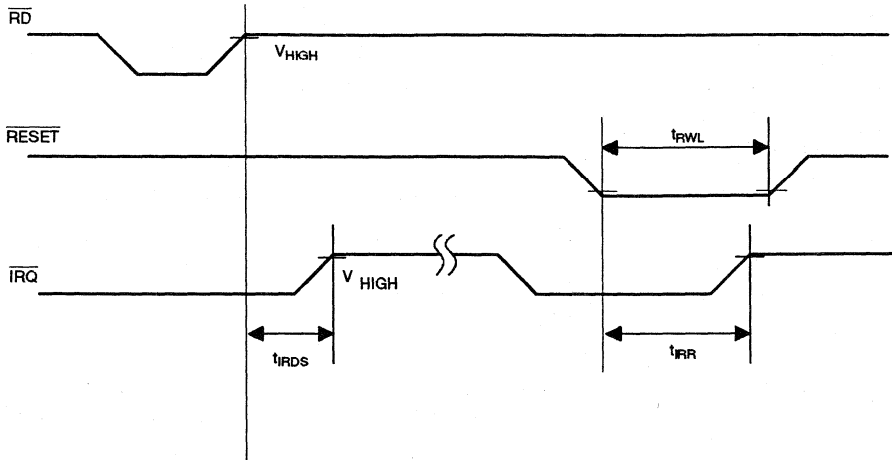 RD
VHIGH
RESET
tRWL
IRQ
V HIGH
tIRDS
tIRR